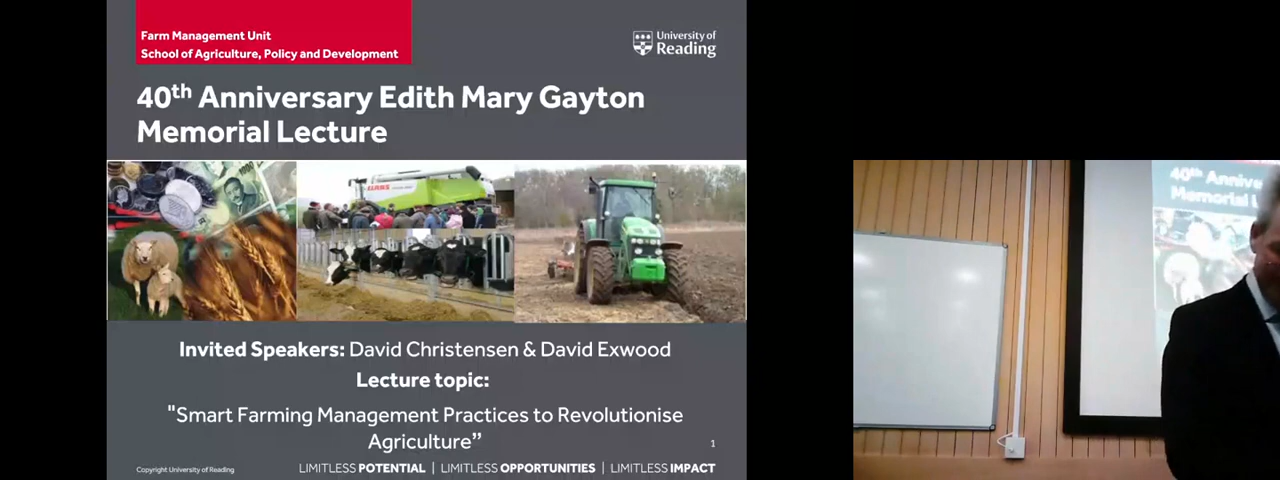 Farm Management Unit
School of Agriculture, Policy and Development
University of
Reading
40th Anniversary Edith Mary Gayton
Memorial Lecture
CLAAS
Invited Speakers: David Christensen & David Exwood
Lecture topic:
"Smart Farming Management Practices to Revolutionise
Agriculture”
1
Copyright University of Reading
LIMITLESS POTENTIAL | LIMITLESS OPPORTUNITIES | LIMITLESS IMPACT
40th
Memorial